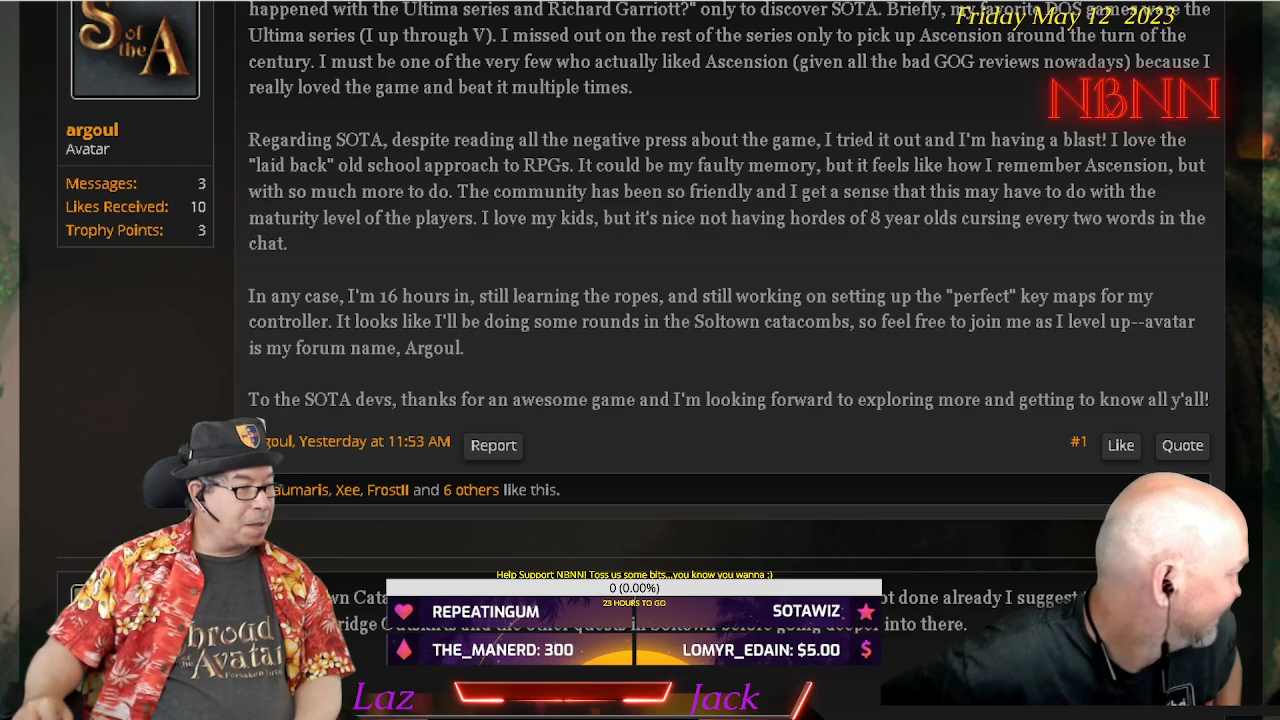 happened with the Ultima series and Richard Garriott?" only to discover SOTA. Briefly, my favorite DOS games were the
Friday May 12 2023
Ultima series (I up through V). I missed out on the rest of the series only to pick up Ascension around the turn of the
century. I must be one of the very few who actually liked Ascension (given all the bad GOG reviews nowadays) because I
really loved the game and beat it multiple times.
NBNN
S of the A
argoul
Avatar
Messages: 3
Likes Received: 10
Trophy Points: 3
Regarding SOTA, despite reading all the negative press about the game, I tried it out and I'm having a blast! I love the
"laid back" old school approach to RPGs. It could be my faulty memory, but it feels like how I remember Ascension, but
with so much more to do. The community has been so friendly and I get a sense that this may have to do with the
maturity level of the players. I love my kids, but it's nice not having hordes of 8 year olds cursing every two words in the
chat.
In any case, I'm 16 hours in, still learning the ropes, and still working on setting up the "perfect" key maps for my
controller. It looks like I'll be doing some rounds in the Soltown catacombs, so feel free to join me as I level up--avatar
is my forum name, Argoul.
To the SOTA devs, thanks for an awesome game and I'm looking forward to exploring more and getting to know all y'all!
goul, Yesterday at 11:53 AM Report #1 Like Quote
aumaris, Xee, FrostII and 6 others like this.
Help Support NBNN! Toss us some bits...you know you wanna :)
0 (0.00%)
23 HOURS TO GO
wn Cata
ot done already I suggest
REPEATINGUM SOTAWIZ
ridge
into there.
THE_MANERD: 300 LOMYR_EDAIN: $5.00
Shroud
of the
Avatar
FORSAKEN VIRTUES
Laz Jack